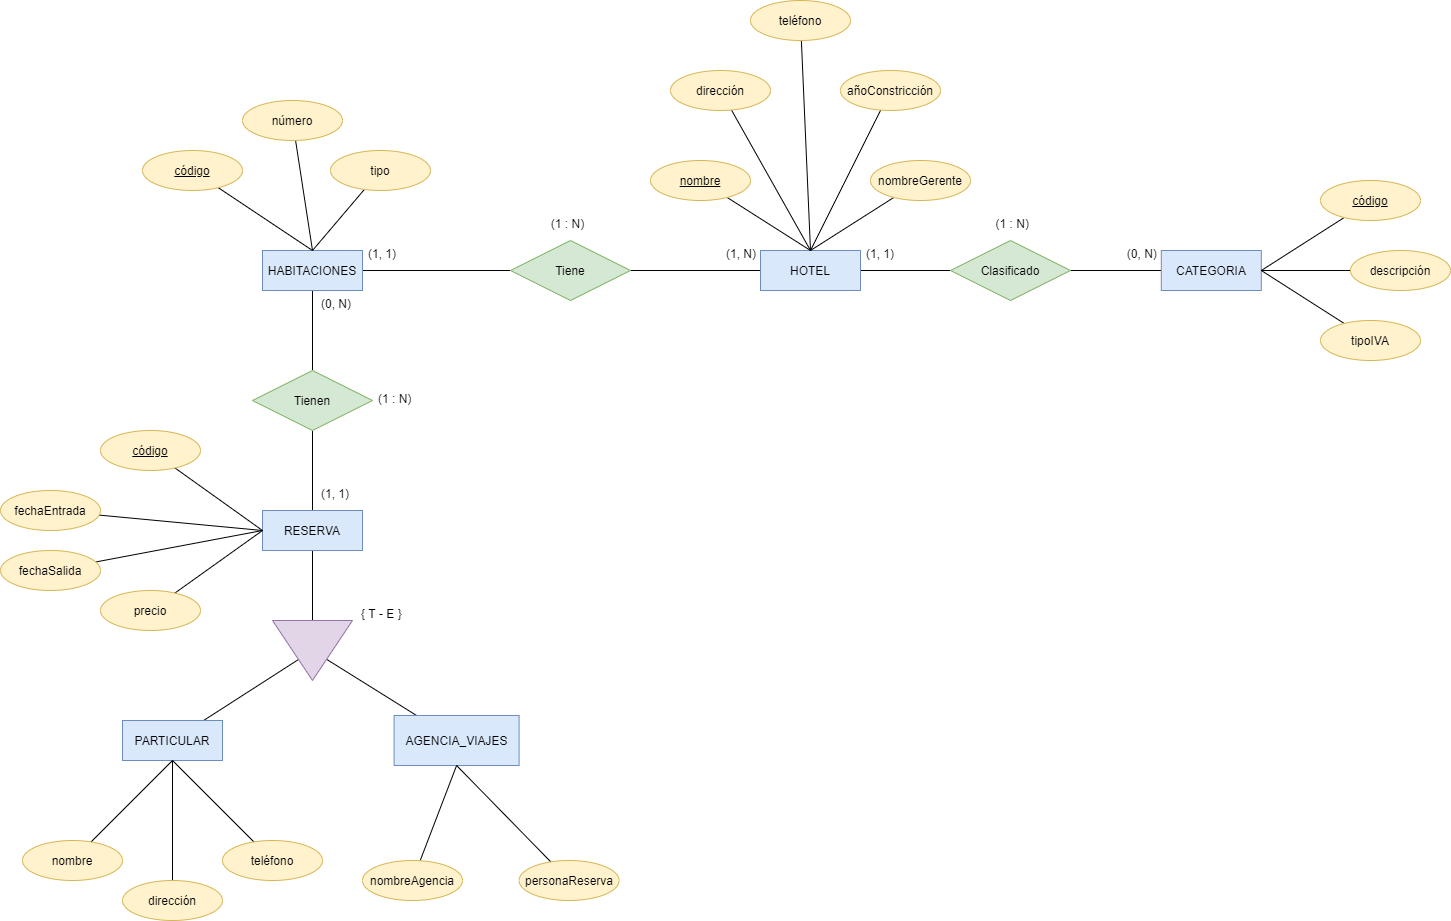 teléfono
dirección
añoConstricción
número
código
tipo
nombre
nombreGerente
código
(1 : N)
(1 : N)
(1, 1)
(1, N)
(1, 1)
(0, N)
HABITACIONES
Tiene
HOTEL
Clasificado
CATEGORIA
descripción
(0, N)
tipoIVA
Tienen
(1 : N)
código
(1, 1)
fechaEntrada
RESERVA
fechaSalida
precio
{ T - E }
PARTICULAR
AGENCIA_VIAJES
nombre
teléfono
dirección
nombreAgencia
personaReserva